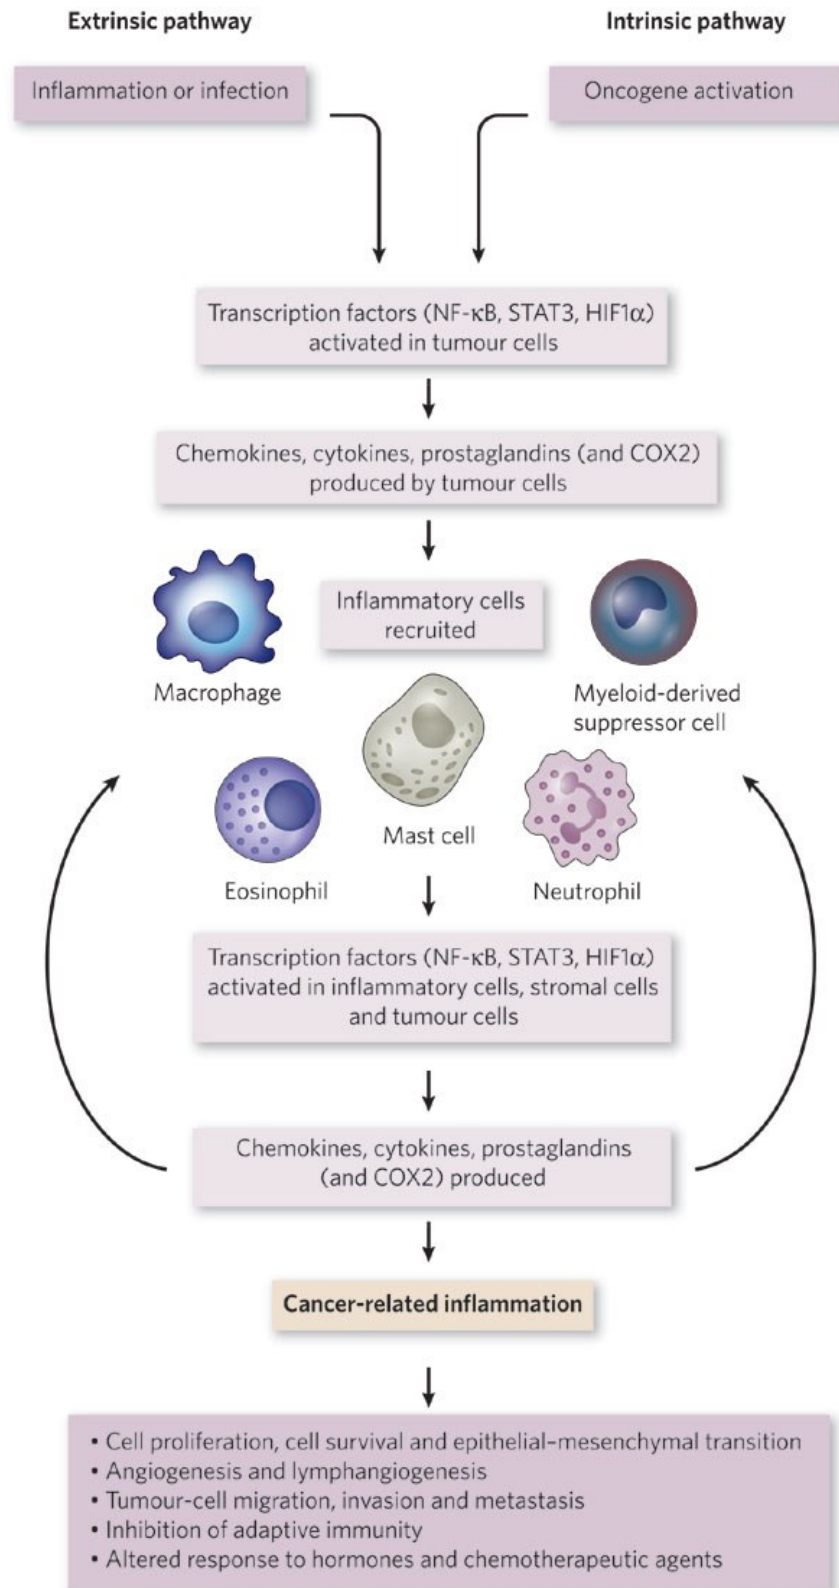 Extrinsic pathway
Intrinsic pathway
Inflammation or infection
Oncogene activation
Transcription factors (NF-κB, STAT3, HIF1α)
activated in tumour cells
Chemokines, cytokines, prostaglandins (and COX2)
produced by tumour cells
Inflammatory cells
recruited
Macrophage
Myeloid-derived
suppressor cell
Mast cell
Eosinophil
Neutrophil
Transcription factors (NF-κB, STAT3, HIF1α)
activated in inflammatory cells, stromal cells
and tumour cells
Chemokines, cytokines, prostaglandins
(and COX2) produced
Cancer-related inflammation
• Cell proliferation, cell survival and epithelial–mesenchymal transition
• Angiogenesis and lymphangiogenesis
• Tumour-cell migration, invasion and metastasis
• Inhibition of adaptive immunity
• Altered response to hormones and chemotherapeutic agents